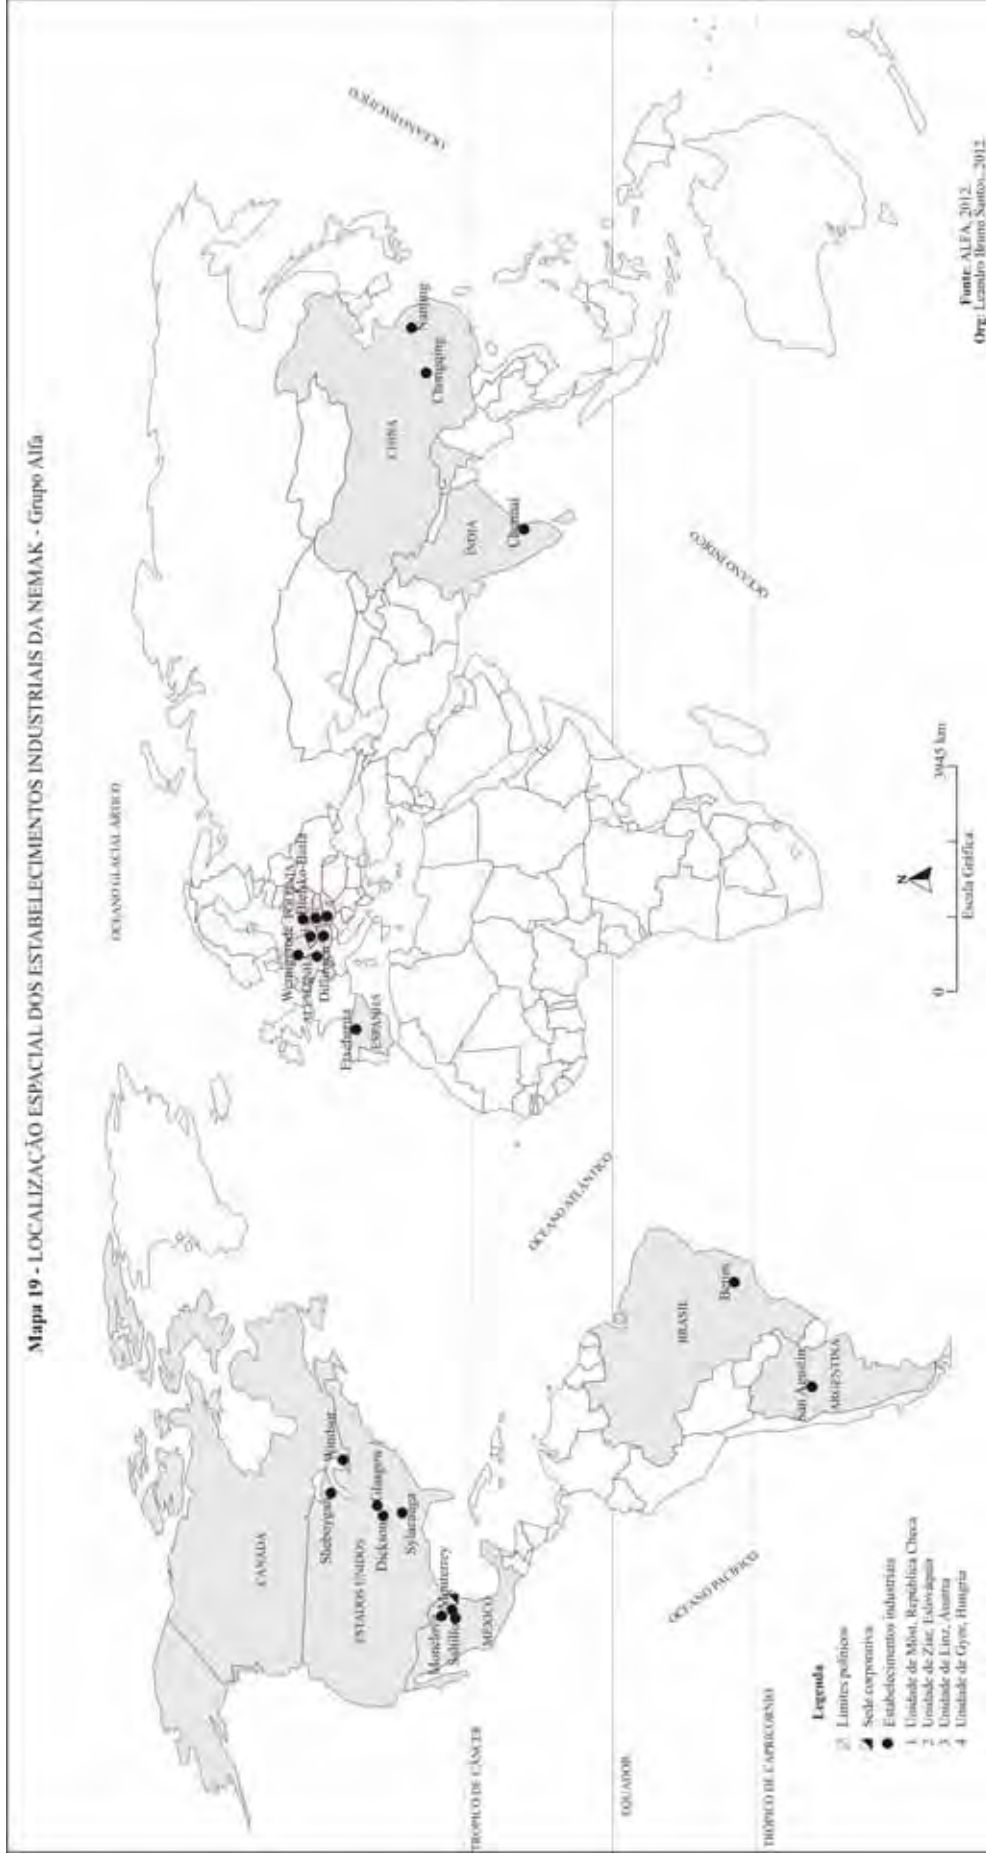 Mapa 19 - LOCALIZAÇÃO ESPACIAL DOS ESTABELECIMENTOS INDUSTRIAIS DA NEMAK - Grupo Alfa
OCEANO GLACIAL ÁRTICO
OCEANO PACÍFICO
CANADÁ
Windsor
Sheboygan
ESTADOS UNIDOS
Glasgow
Dickson
Sylacauga
Monterrey
Saltillo
MÉXICO
Wernigerode
POLÔNIA
Dillingen
ESPANHA
CHINA
Nanjing
Chongqing
ÍNDIA
Chennai
TRÓPICO DE CÂNCER
OCEANO ATLÂNTICO
OCEANO ÍNDICO
EQUADOR
BRASIL
Betim
OCEANO PACÍFICO
San Agustín
ARGENTINA
TRÓPICO DE CAPRICÓRNIO
Legenda
Limites políticos
Sede corporativa
Estabelecimentos industriais
1 Unidade de Móst, República Checa
2 Unidade de Ziar, Eslováquia
3 Unidade de Linz, Áustria
4 Unidade de Gyor, Hungria
N
0 3945 km
Escala Gráfica
Fonte: ALFA, 2012.
Org: Leandro Bruno Santos, 2012.